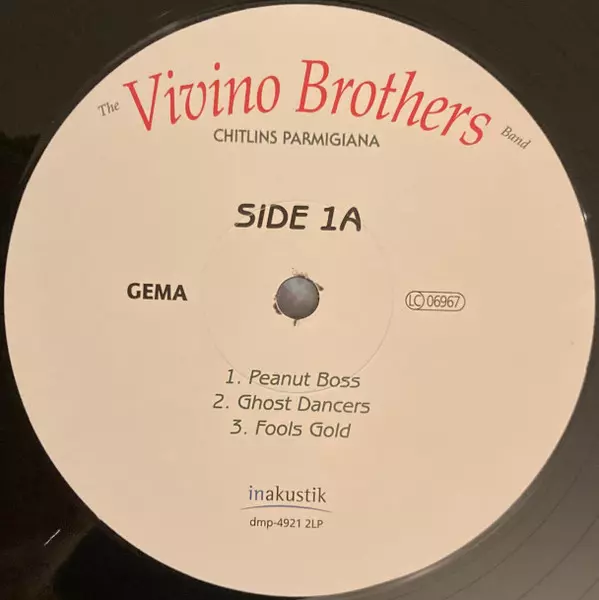 The Vivino Brothers Band
CHITLINS PARMIGIANA
SiDE 1A
GEMA
LC 06967
1. Peanut Boss
2. Ghost Dancers
3. Fools Gold
inakustik
dmp-4921 2LP